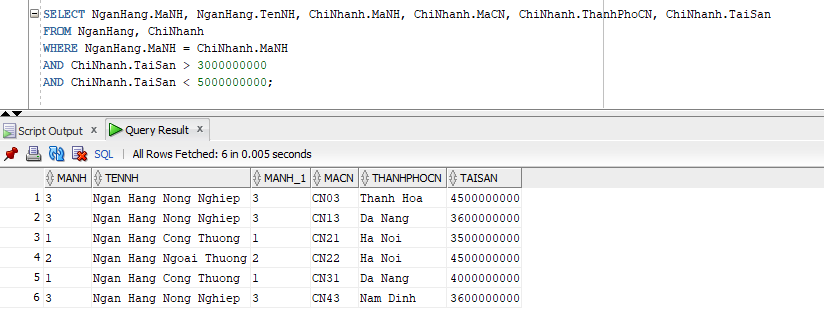 SELECT NganHang.MaNH, NganHang.TenNH, ChiNhanh.MaNH, ChiNhanh.MaCN, ChiNhanh.ThanhPhoCN, ChiNhanh.TaiSan
FROM NganHang, ChiNhanh
WHERE NganHang.MaNH = ChiNhanh.MaNH
AND ChiNhanh.TaiSan > 3000000000
AND ChiNhanh.TaiSan < 5000000000;
Script Output x Query Result x
SQL | All Rows Fetched: 6 in 0.005 seconds
MANH TENNH MANH_1 MACN THANHPHOCN TAISAN
1 3 Ngan Hang Nong Nghiep 3 CN03 Thanh Hoa 4500000000
2 3 Ngan Hang Nong Nghiep 3 CN13 Da Nang 3600000000
3 1 Ngan Hang Cong Thuong 1 CN21 Ha Noi 3500000000
4 2 Ngan Hang Ngoai Thuong 2 CN22 Ha Noi 4500000000
5 1 Ngan Hang Cong Thuong 1 CN31 Da Nang 4000000000
6 3 Ngan Hang Nong Nghiep 3 CN43 Nam Dinh 3600000000